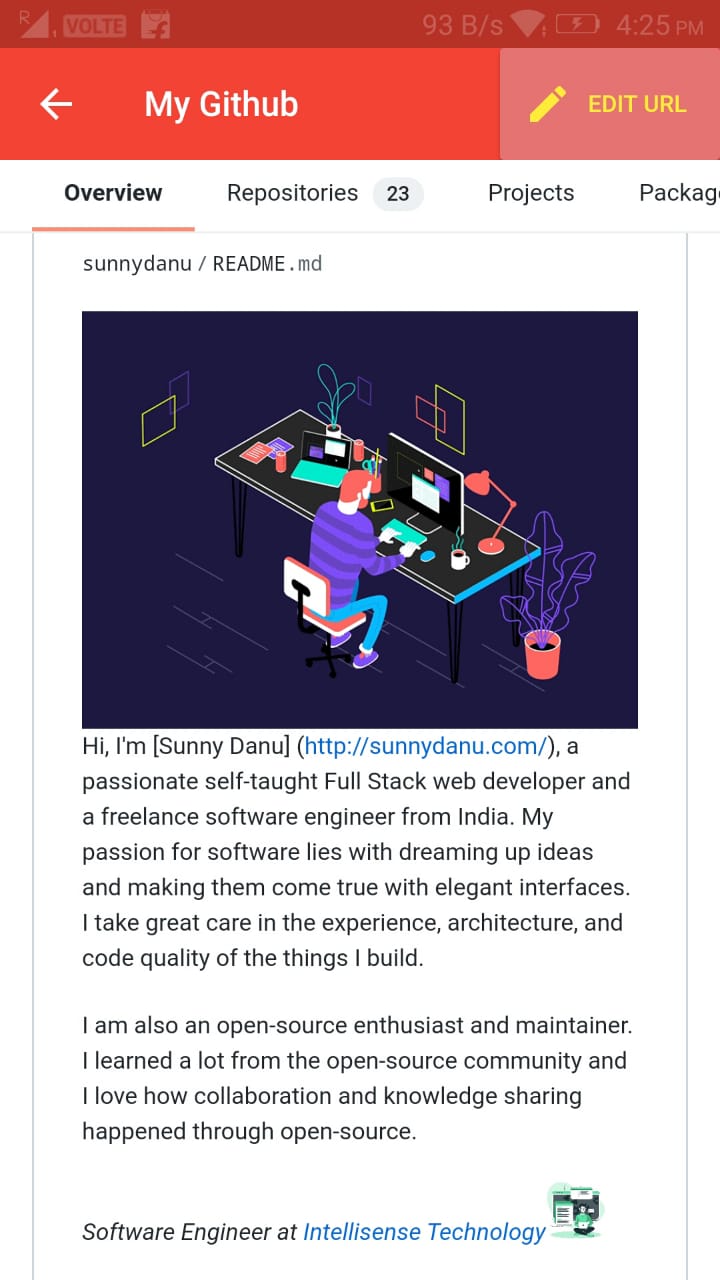 R VOLTE 93 B/s 4:25 PM
My Github EDIT URL
Overview Repositories 23 Projects Packag
sunnydanu / README.md
Hi, I'm [Sunny Danu] (http://sunnydanu.com/), a
passionate self-taught Full Stack web developer and
a freelance software engineer from India. My
passion for software lies with dreaming up ideas
and making them come true with elegant interfaces.
I take great care in the experience, architecture, and
code quality of the things I build.
I am also an open-source enthusiast and maintainer.
I learned a lot from the open-source community and
I love how collaboration and knowledge sharing
happened through open-source.
Software Engineer at Intellisense Technology